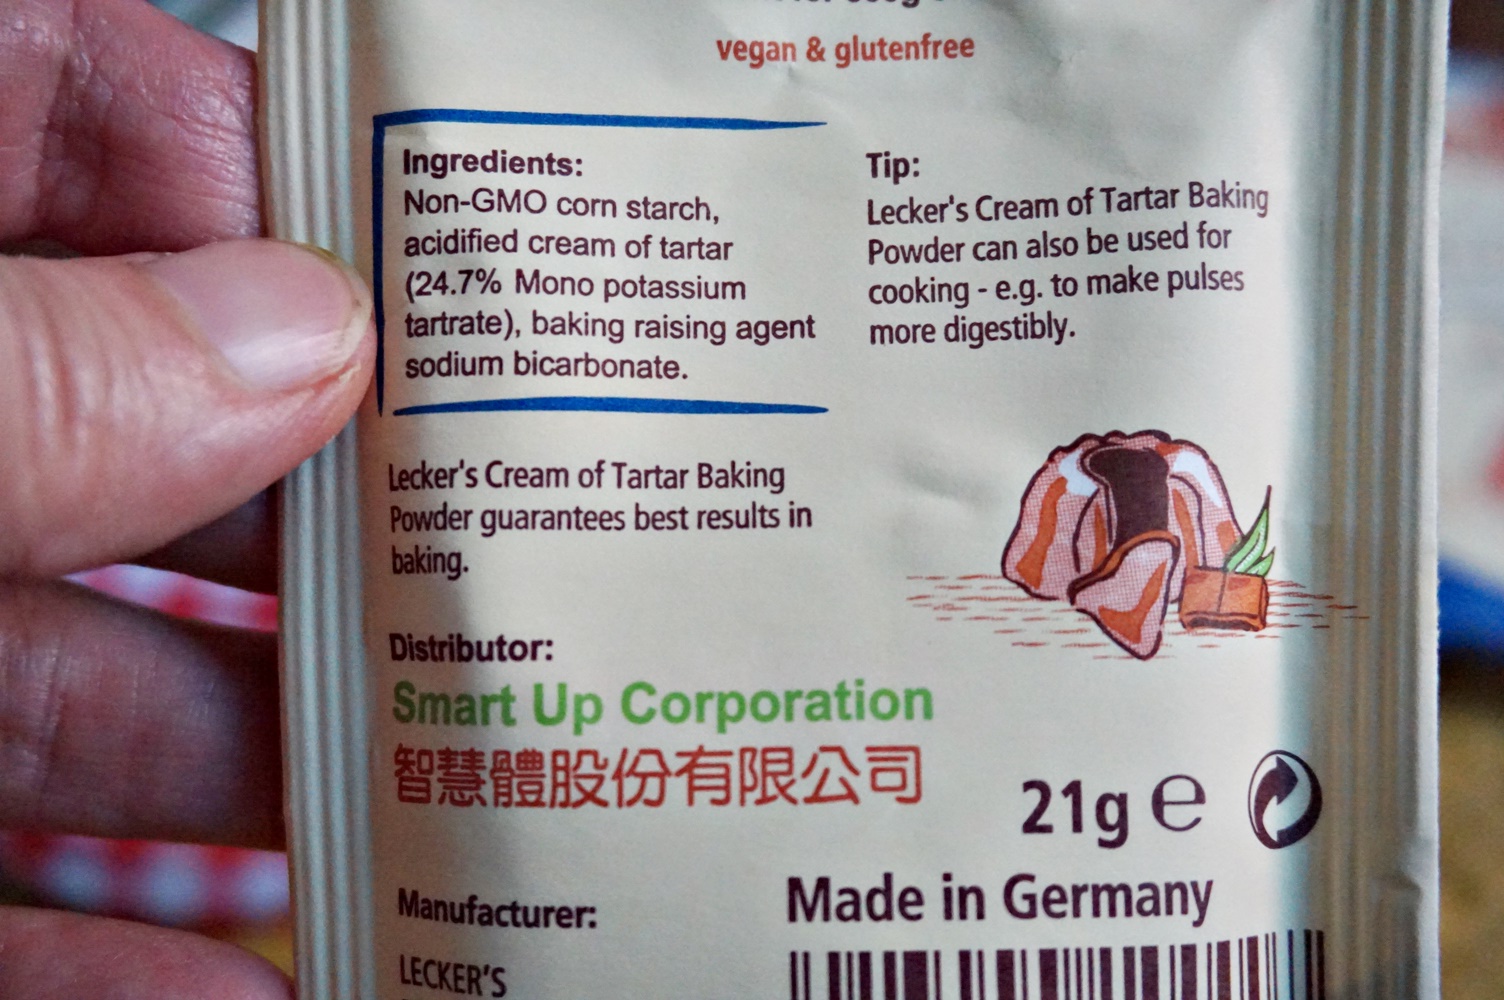 vegan & glutenfree
Ingredients:
Non-GMO corn starch,
acidified cream of tartar
(24.7% Mono potassium
tartrate), baking raising agent
sodium bicarbonate.
Tip:
Lecker's Cream of Tartar Baking
Powder can also be used for
cooking - e.g. to make pulses
more digestibly.
Lecker's Cream of Tartar Baking
Powder guarantees best results in
baking.
Distributor:
Smart Up Corporation
智慧體股份有限公司
21g e
Manufacturer:
LECKER'S
Made in Germany